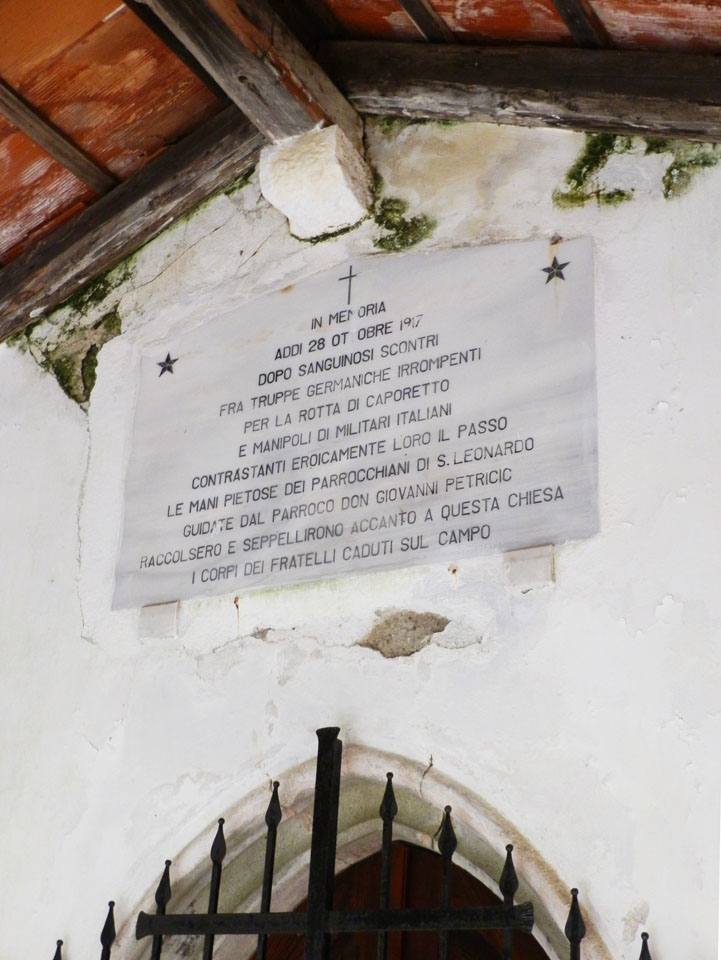 IN MEMORIA
ADDI 28 OT OBRE 1917
DOPO SANGUINOSI SCONTRI
FRA TRUPPE GERMANICHE IRROMPENTI
PER LA ROTTA DI CAPORETTO
E MANIPOLI DI MILITARI ITALIANI
CONTRASTANTI EROICAMENTE LORO IL PASSO
LE MANI PIETOSE DEI PARROCCHIANI DI S. LEONARDO
GUIDATE DAL PARROCO DON GIOVANNI PETRICIC
RACCOLSERO E SEPPELLIRONO ACCANTO A QUESTA CHIESA
I CORPI DEI FRATELLI CADUTI SUL CAMPO